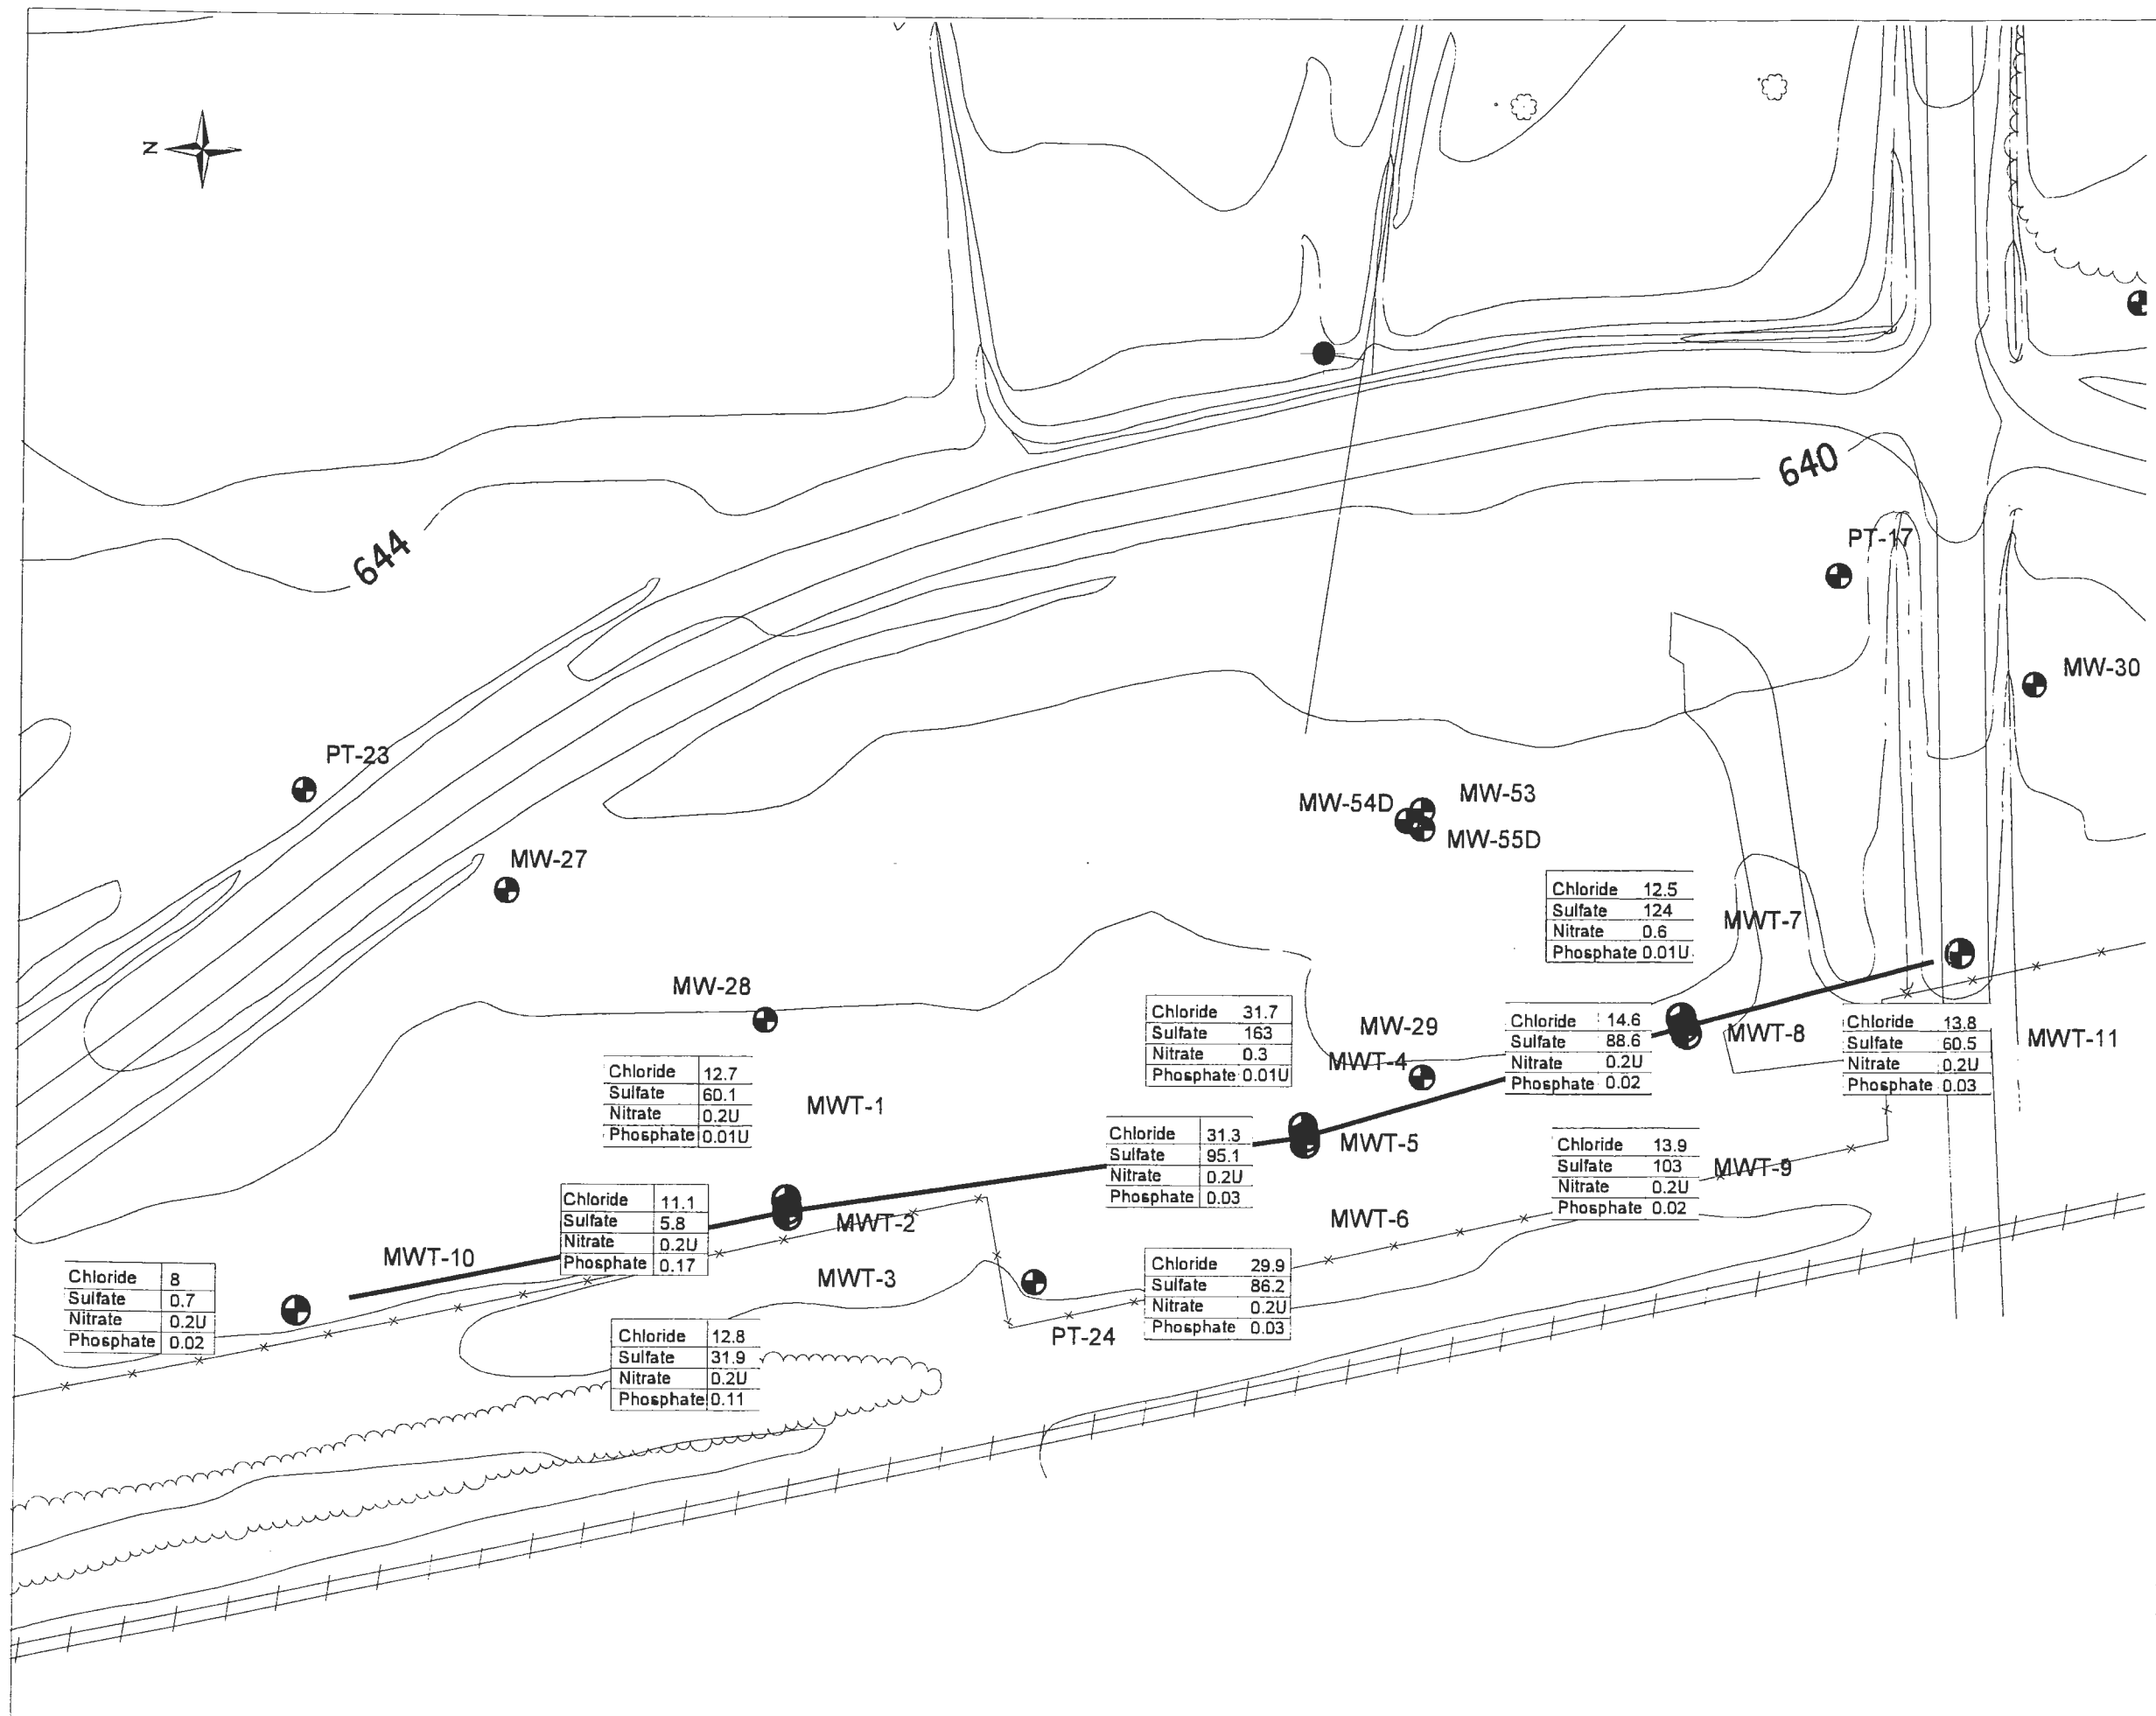 N
640
644
PT-17
MW-30
PT-23
MW-54D
MW-53
MW-55D
MW-27
Chloride 12.5
Sulfate 124
Nitrate 0.6
Phosphate 0.01U
MWT-7
MW-28
Chloride 31.7
Sulfate 163
Nitrate 0.3
Phosphate 0.01U
MW-29
MWT-4
Chloride 14.6
Sulfate 88.6
Nitrate 0.2U
Phosphate 0.02
MWT-8
Chloride 13.8
Sulfate 60.5
Nitrate 0.2U
Phosphate 0.03
MWT-11
Chloride 12.7
Sulfate 60.1
Nitrate 0.2U
Phosphate 0.01U
MWT-1
Chloride 31.3
Sulfate 95.1
Nitrate 0.2U
Phosphate 0.03
MWT-5
Chloride 13.9
Sulfate 103
Nitrate 0.2U
Phosphate 0.02
MWT-9
Chloride 11.1
Sulfate 5.8
Nitrate 0.2U
Phosphate 0.17
MWT-2
MWT-6
MWT-10
Chloride 8
Sulfate 0.7
Nitrate 0.2U
Phosphate 0.02
MWT-3
Chloride 29.9
Sulfate 86.2
Nitrate 0.2U
Phosphate 0.03
PT-24
Chloride 12.8
Sulfate 31.9
Nitrate 0.2U
Phosphate 0.11